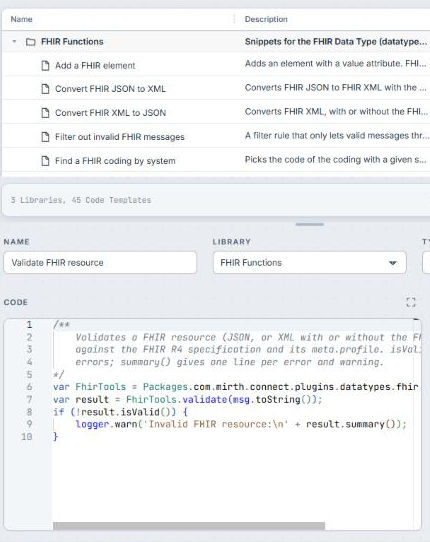 Name Description
FHIR Functions Snippets for the FHIR Data Type (datatype...
Add a FHIR element Adds an element with a value attribute. FHI...
Convert FHIR JSON to XML Converts FHIR JSON to FHIR XML with the ...
Convert FHIR XML to JSON Converts FHIR XML, with or without the FHI...
Filter out invalid FHIR messages A filter rule that only lets valid messages thr...
Find a FHIR coding by system Picks the code of the coding with a given s...
3 Libraries, 45 Code Templates
NAME LIBRARY TY
Validate FHIR resource FHIR Functions
CODE
1 /**
2 Validates a FHIR resource (JSON, or XML with or without the F
3 against the FHIR R4 specification and its meta.profile. isVali
4 errors; summary() gives one line per error and warning.
5 */
6 var FhirTools = Packages.com.mirth.connect.plugins.datatypes.fhir
7 var result = FhirTools.validate(msg.toString());
8 if (!result.isValid()) {
9 logger.warn('Invalid FHIR resource:\n' + result.summary());
10 }